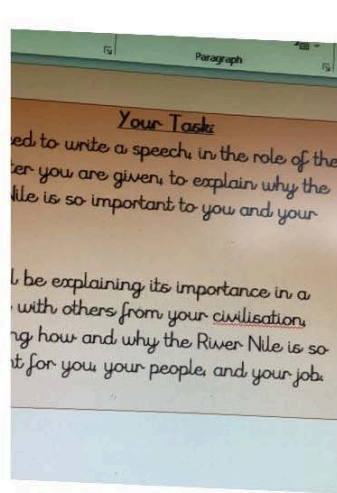 Paragraph
Your Task:
ed to write a speech, in the role of the
ter you are given, to explain why the
Nile is so important to you and your
l be explaining its importance in a
with others from your civilisation,
ng how and why the River Nile is so
nt for you, your people, and your job.